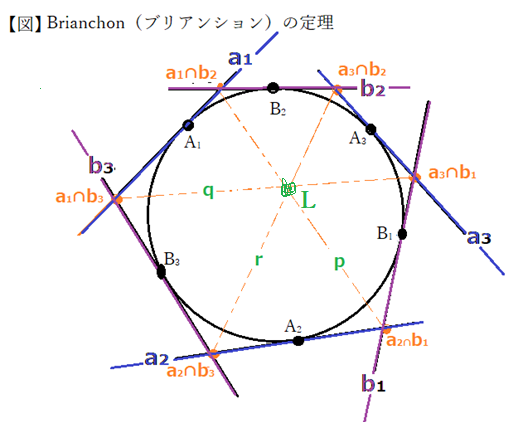 【図】Brianchon（ブリアンション）の定理
a1
a1∩b2
a3∩b2
b2
B₂
A₁
A₃
b3
a1∩b3
q
L
a3∩b1
B₁
a3
r
p
B₃
A₂
a2
a2∩b3
a2∩b1
b1